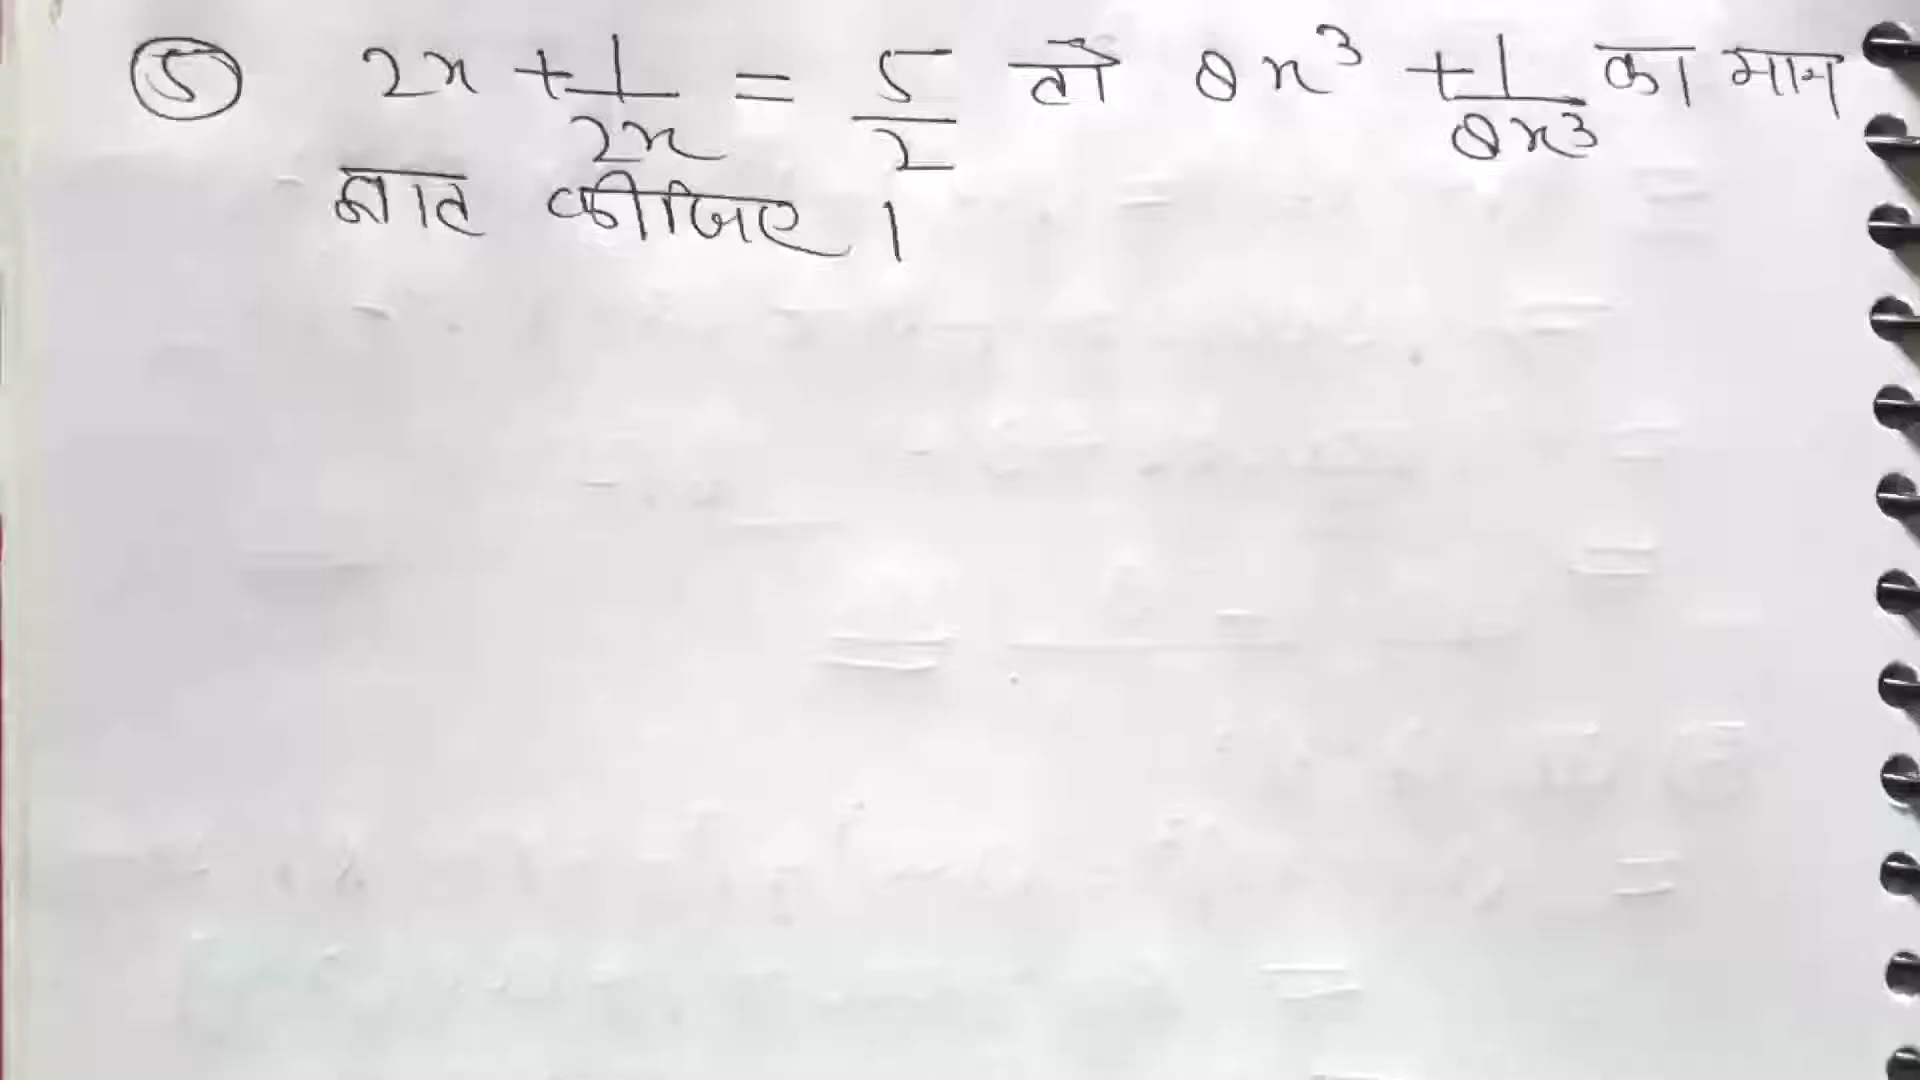 ⑤ 2x + 1/2x = 5/2 तो 8x³ + 1/8x³ का मान
ज्ञात कीजिए ।